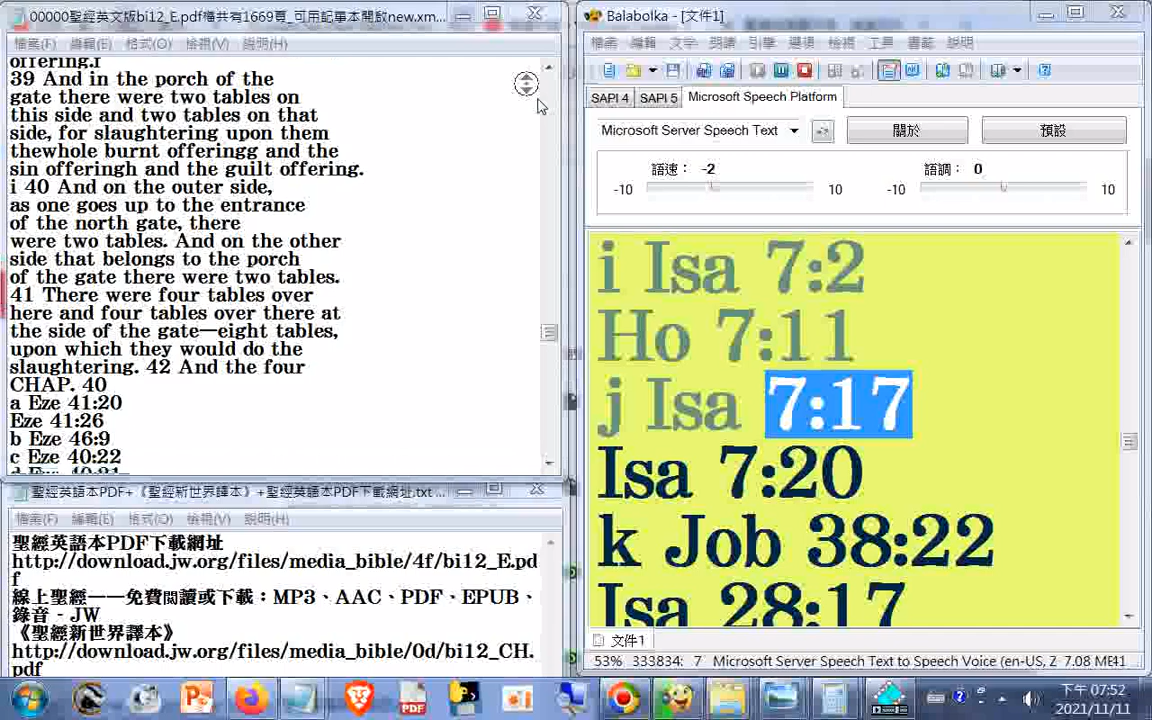 00000聖經英文版bi12_E.pdf檔共有1669頁_可用記事本開啟new.xm...
檔案(F) 編輯(E) 格式(O) 檢視(V) 說明(H)
offering.f
39 And in the porch of the
gate there were two tables on
this side and two tables on that
side, for slaughtering upon them
thewhole burnt offeringg and the
sin offeringh and the guilt offering.
i 40 And on the outer side,
as one goes up to the entrance
of the north gate, there
were two tables. And on the other
side that belongs to the porch
of the gate there were two tables.
41 There were four tables over
here and four tables over there at
the side of the gate—eight tables,
upon which they would do the
slaughtering. 42 And the four
CHAP. 40
a Eze 41:20
Eze 41:26
b Eze 46:9
c Eze 40:22
聖經英語本PDF+《聖經新世界譯本》+聖經英語本PDF下載網址.txt ...
檔案(F) 編輯(E) 格式(O) 檢視(V) 說明(H)
聖經英語本PDF下載網址
http://download.jw.org/files/media_bible/4f/bi12_E.pd
f
線上聖經——免費閱讀或下載：MP3、AAC、PDF、EPUB、
錄音 - JW
《聖經新世界譯本》
http://download.jw.org/files/media_bible/0d/bi12_CH.
pdf
Balabolka - [文件1]
檔案 編輯 文字 朗讀 引擎 選項 檢視 工具 書籤 說明
SAPI 4 SAPI 5 Microsoft Speech Platform
Microsoft Server Speech Text 關於 預設
語速： -2 語調： 0
-10 10 -10 10
i Isa 7:2
Ho 7:11
j Isa 7:17
Isa 7:20
k Job 38:22
Isa 28:17
文件1
53% 333834: 7 Microsoft Server Speech Text to Speech Voice (en-US, Z 7.08 ME41
下午 07:52
2021/11/11